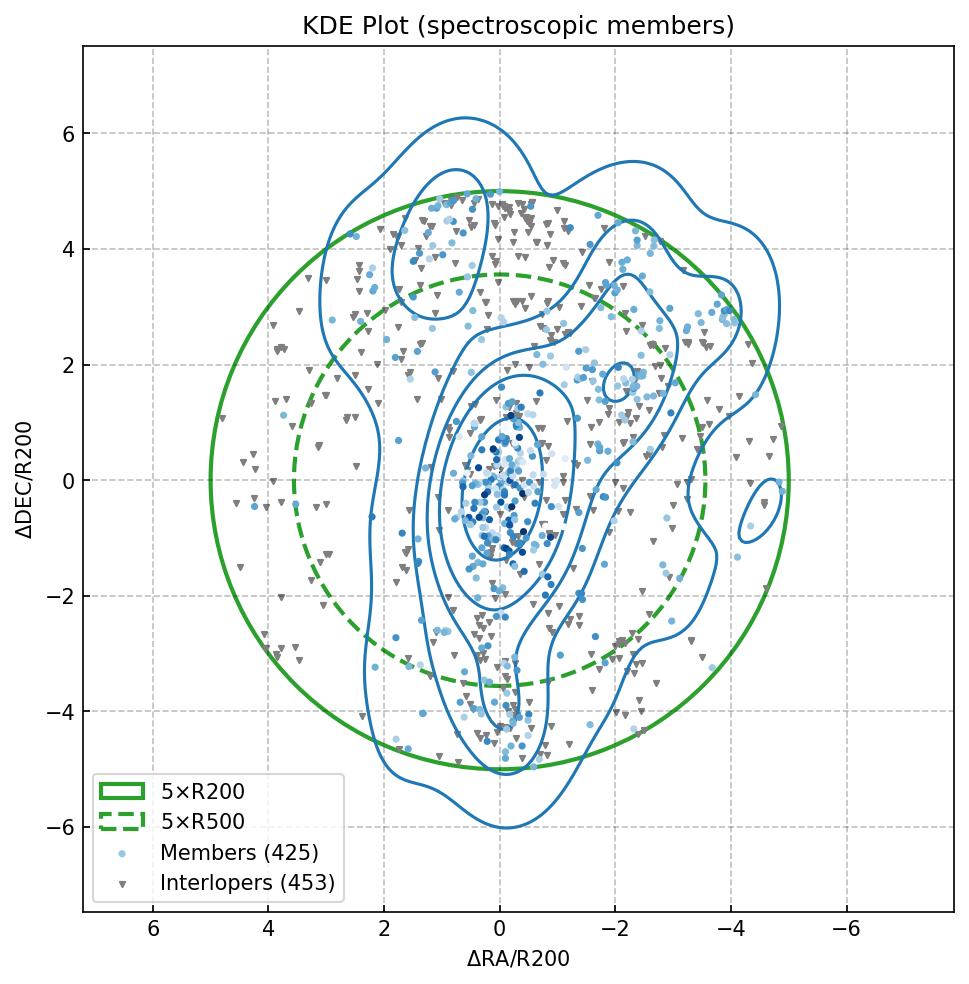 KDE Plot (spectroscopic members)
6
4
2
0
−2
−4
−6
ΔDEC/R200
5×R200
5×R500
Members (425)
Interlopers (453)
6 4 2 0 −2 −4 −6
ΔRA/R200